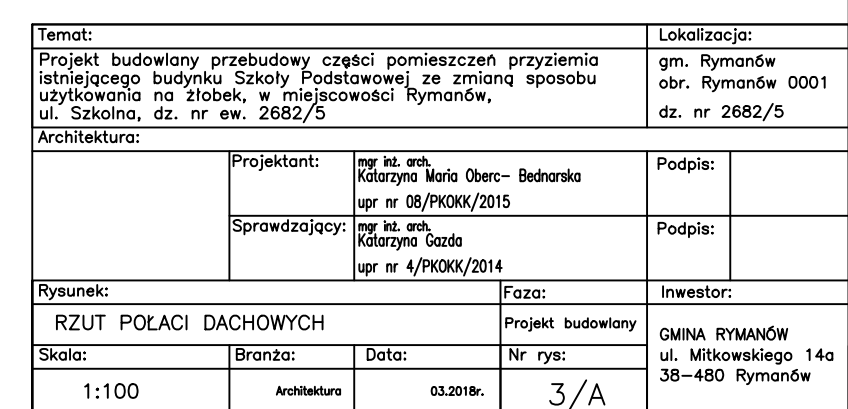 Temat:
Lokalizacja:
Projekt budowlany przebudowy części pomieszczeń przyziemia
istniejącego budynku Szkoły Podstawowej ze zmianą sposobu
użytkowania na żłobek, w miejscowości Rymanów,
ul. Szkolna, dz. nr ew. 2682/5
gm. Rymanów
obr. Rymanów 0001
dz. nr 2682/5
Architektura:
Projektant:
mgr inż. arch.
Katarzyna Maria Oberc- Bednarska
upr nr 08/PKOKK/2015
Podpis:
Sprawdzający:
mgr inż. arch.
Katarzyna Gazda
upr nr 4/PKOKK/2014
Podpis:
Rysunek:
Faza:
Inwestor:
RZUT POŁACI DACHOWYCH
Projekt budowlany
GMINA RYMANÓW
ul. Mitkowskiego 14a
38-480 Rymanów
Skala:
Branża:
Data:
Nr rys:
1:100
Architektura
03.2018r.
3/A